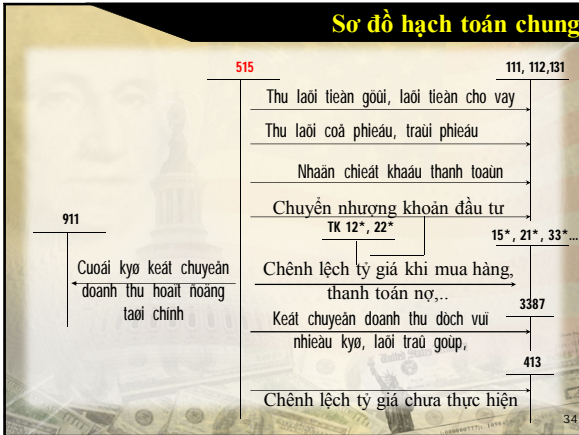 Sơ đồ hạch toán chung
515
111, 112,131
Thu laõi tieàn göûi, laõi tieàn cho vay
Thu laõi coå phieáu, traùi phieáu
Nhaän chieát khaáu thanh toaùn
Chuyển nhượng khoản đầu tư
TK 12*, 22*
911
15*, 21*, 33*...
Cuoái kyø keát chuyeån
doanh thu hoaït ñoäng
taøi chính
Chênh lệch tỷ giá khi mua hàng,
thanh toán nợ,..
3387
Keát chuyeån doanh thu dòch vuï
nhieàu kyø, laõi traû goùp,
413
Chênh lệch tỷ giá chưa thực hiện
34